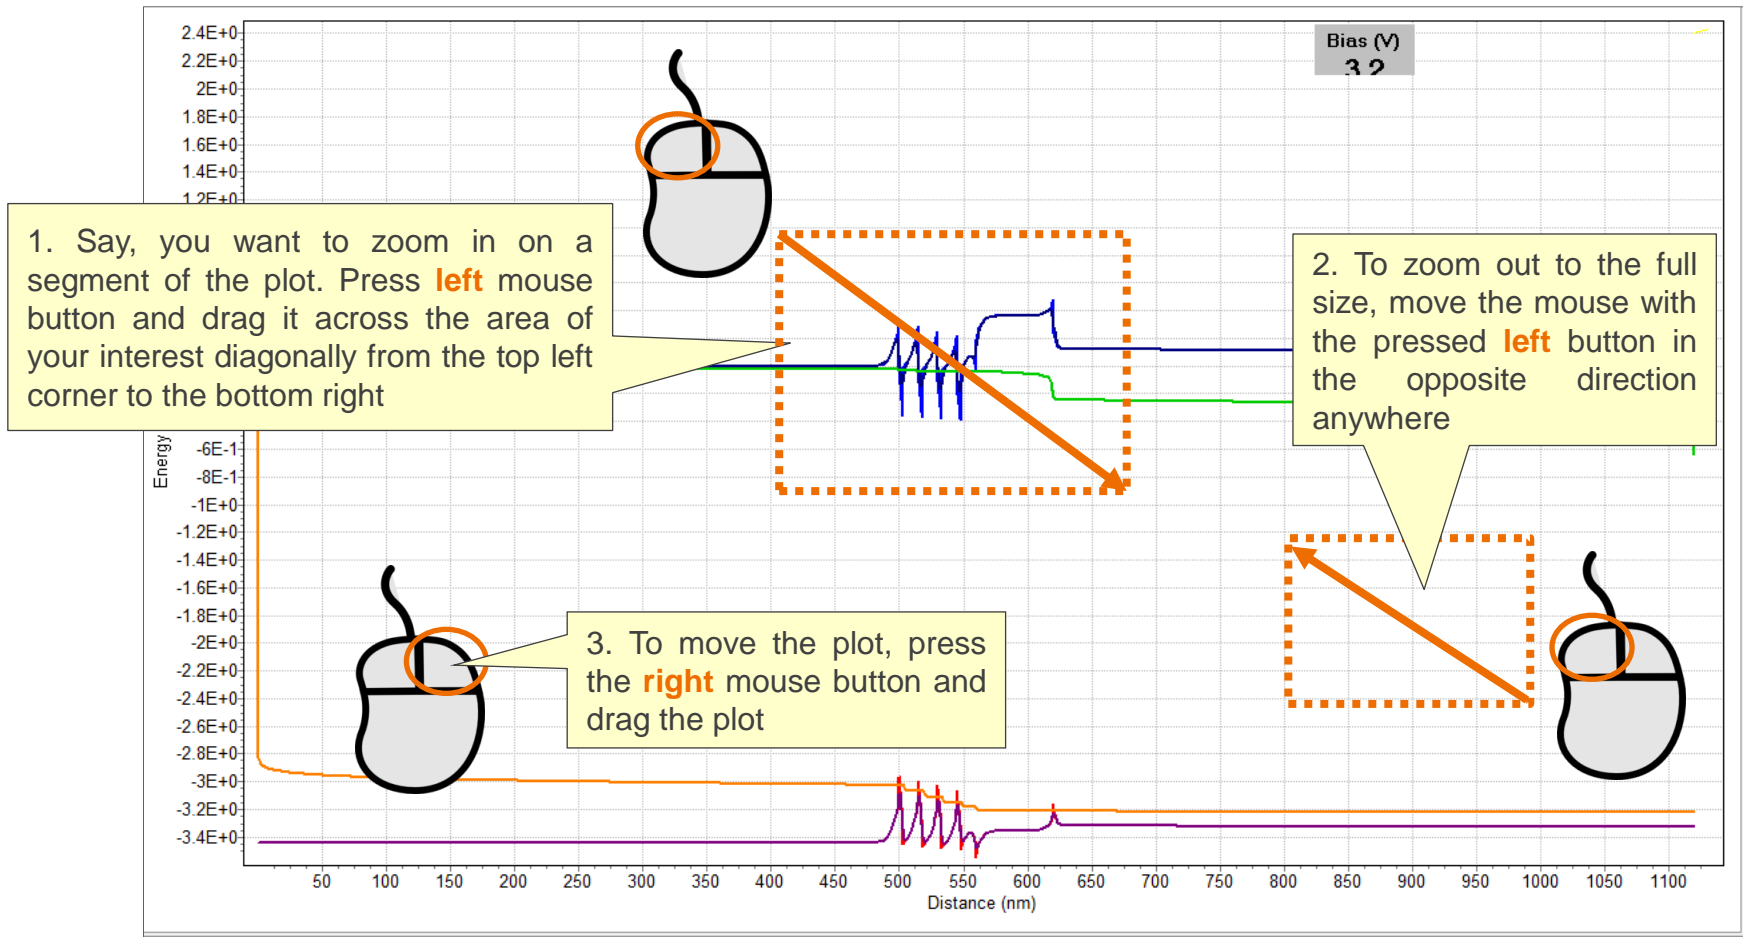 2.4E+0
2.2E+0
2E+0
1.8E+0
1.6E+0
1.4E+0
1.2E+0
Bias (V)
3.2
1. Say, you want to zoom in on a
segment of the plot. Press left mouse
button and drag it across the area of
your interest diagonally from the top left
corner to the bottom right
2. To zoom out to the full
size, move the mouse with
the pressed left button in
the opposite direction
anywhere
Energy
-6E-1
-8E-1
-1E+0
-1.2E+0
-1.4E+0
-1.6E+0
-1.8E+0
-2E+0
-2.2E+0
-2.4E+0
-2.6E+0
-2.8E+0
-3E+0
-3.2E+0
-3.4E+0
3. To move the plot, press
the right mouse button and
drag the plot
50 100 150 200 250 300 350 400 450 500 550 600 650 700 750 800 850 900 950 1000 1050 1100
Distance (nm)